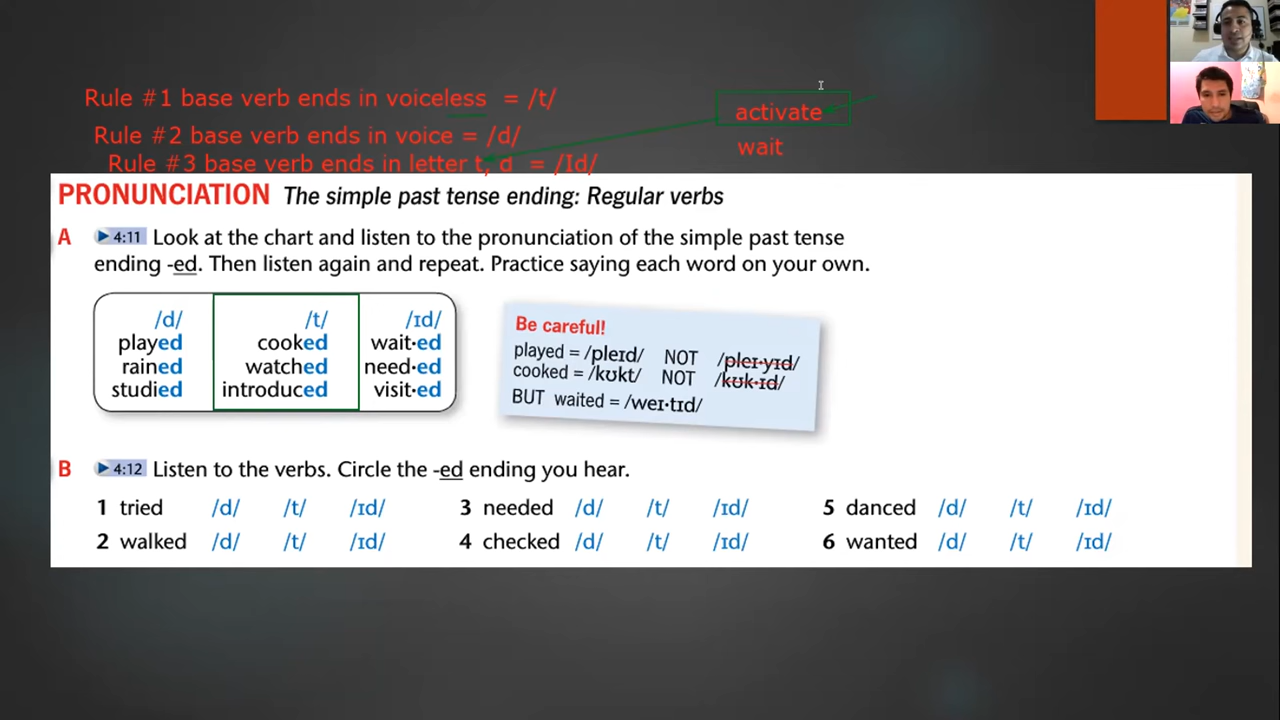 Rule #1 base verb ends in voiceless = /t/
activate
Rule #2 base verb ends in voice = /d/
wait
Rule #3 base verb ends in letter t, d = /Id/
PRONUNCIATION The simple past tense ending: Regular verbs
A 4:11 Look at the chart and listen to the pronunciation of the simple past tense
ending -ed. Then listen again and repeat. Practice saying each word on your own.
/d/ /t/ /ɪd/
played cooked wait•ed
rained watched need•ed
studied introduced visit•ed
Be careful!
played = /pleɪd/ NOT /pleɪ•yɪd/
cooked = /kʊkt/ NOT /kʊk•ɪd/
BUT waited = /weɪ•tɪd/
B 4:12 Listen to the verbs. Circle the -ed ending you hear.
1 tried /d/ /t/ /ɪd/ 3 needed /d/ /t/ /ɪd/ 5 danced /d/ /t/ /ɪd/
2 walked /d/ /t/ /ɪd/ 4 checked /d/ /t/ /ɪd/ 6 wanted /d/ /t/ /ɪd/